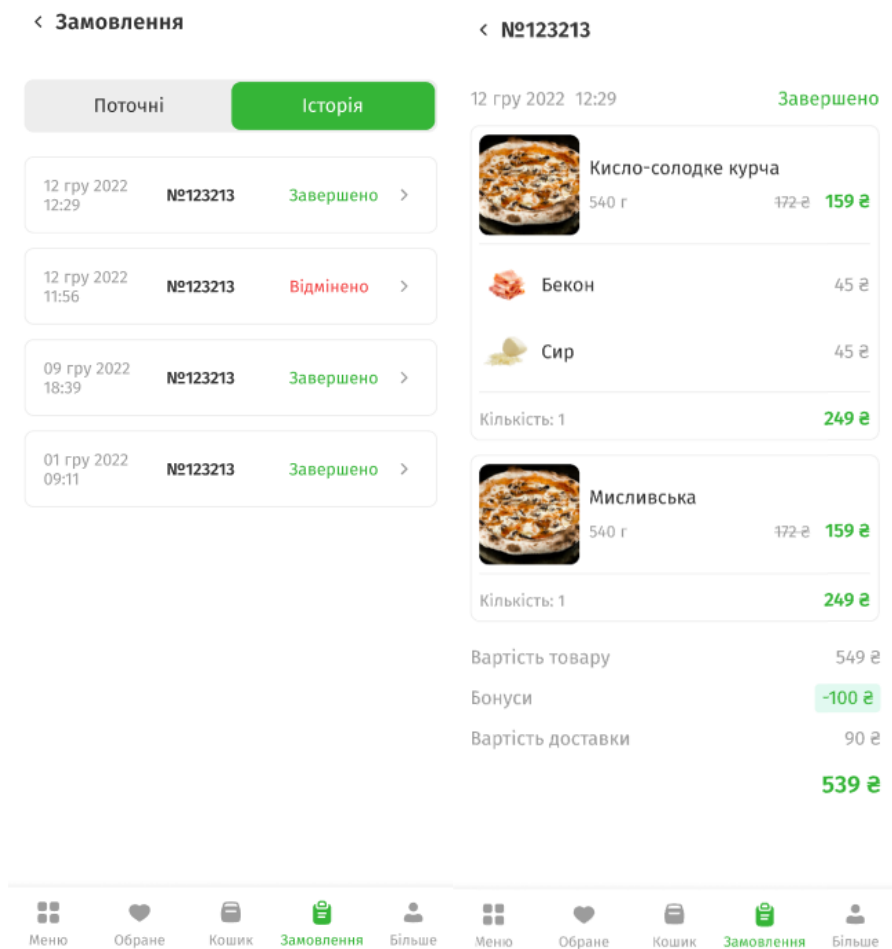 Замовлення
Поточні
Історія
12 гру 2022
12:29
№123213
Завершено
12 гру 2022
11:56
№123213
Відмінено
09 гру 2022
18:39
№123213
Завершено
01 гру 2022
09:11
№123213
Завершено
Меню
Обране
Кошик
Замовлення
Більше
№123213
12 гру 2022 12:29
Завершено
Кисло-солодке курча
540 г
172 ₴ 159 ₴
Бекон
45 ₴
Сир
45 ₴
Кількість: 1
249 ₴
Мисливська
540 г
172 ₴ 159 ₴
Кількість: 1
249 ₴
Вартість товару
549 ₴
Бонуси
-100 ₴
Вартість доставки
90 ₴
539 ₴
Меню
Обране
Кошик
Замовлення
Більше